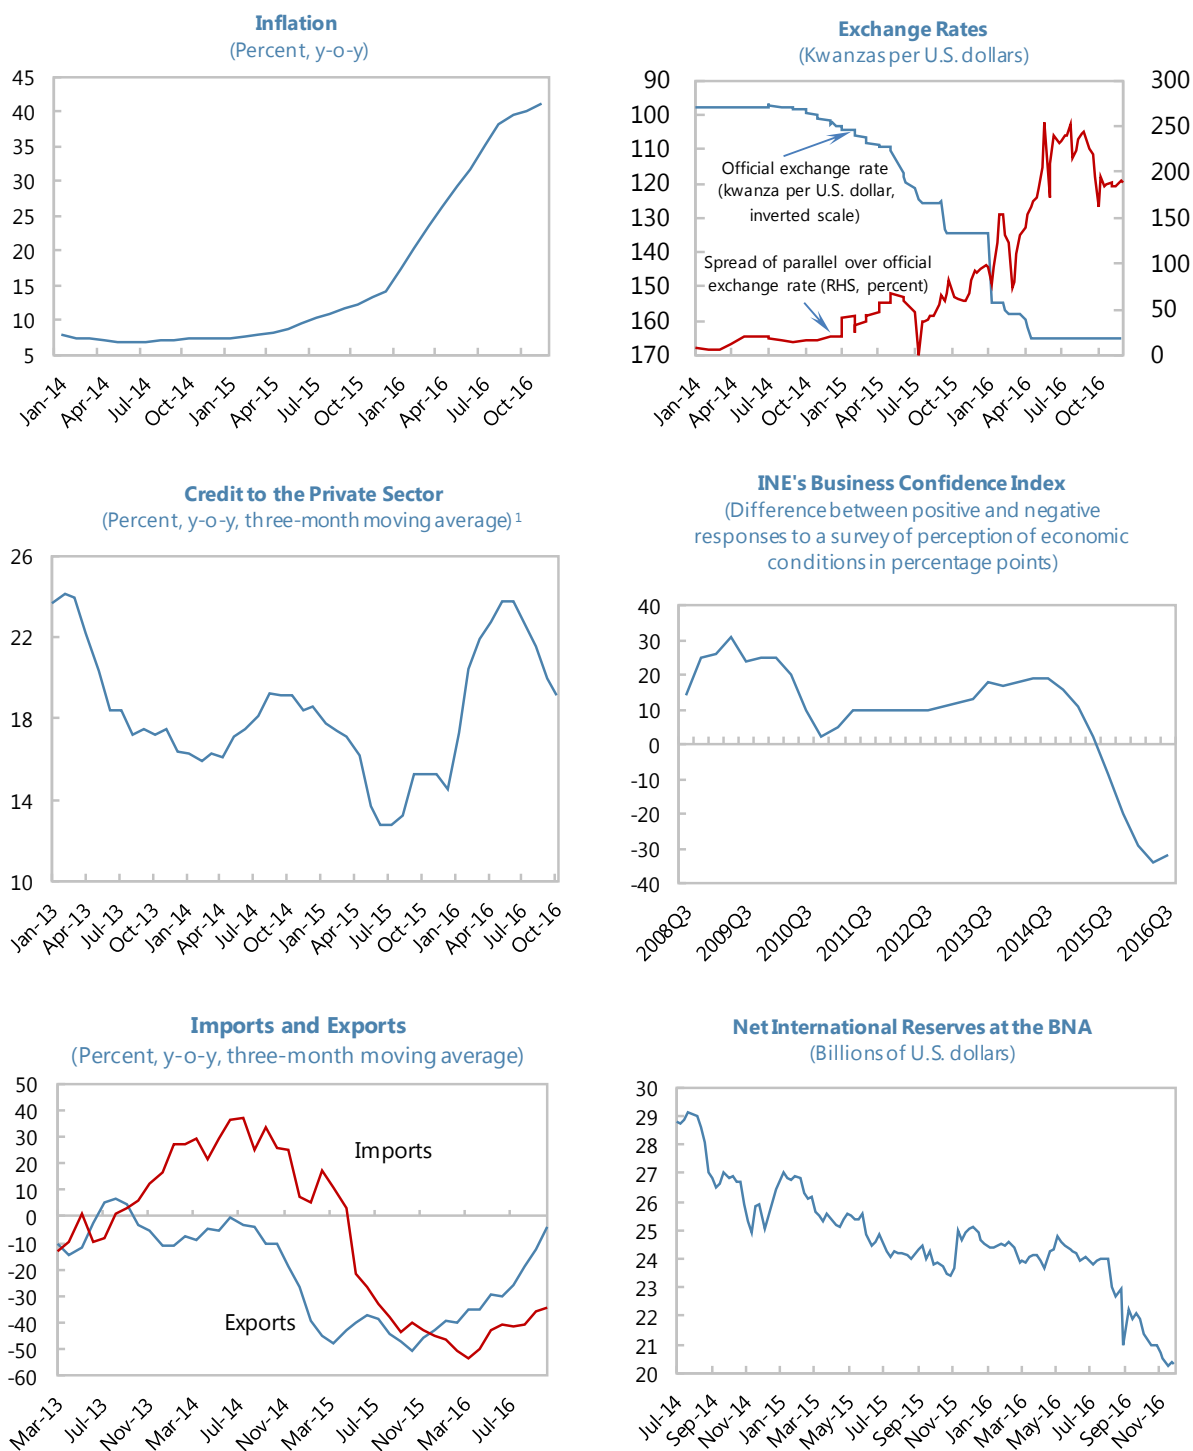 Inflation
(Percent, y-o-y)
45
40
35
30
25
20
15
10
5
Jan-14
Apr-14
Jul-14
Oct-14
Jan-15
Apr-15
Jul-15
Oct-15
Jan-16
Apr-16
Jul-16
Oct-16
Exchange Rates
(Kwanzas per U.S. dollars)
90
100
110
120
130
140
150
160
170
300
250
200
150
100
50
0
Official exchange rate
(kwanza per U.S. dollar,
inverted scale)
Spread of parallel over official
exchange rate (RHS, percent)
Jan-14
Apr-14
Jul-14
Oct-14
Jan-15
Apr-15
Jul-15
Oct-15
Jan-16
Apr-16
Jul-16
Oct-16
Credit to the Private Sector
(Percent, y-o-y, three-month moving average) 1
26
22
18
14
10
Jan-13
Apr-13
Jul-13
Oct-13
Jan-14
Apr-14
Jul-14
Oct-14
Jan-15
Apr-15
Jul-15
Oct-15
Jan-16
Apr-16
Jul-16
Oct-16
INE's Business Confidence Index
(Difference between positive and negative
responses to a survey of perception of economic
conditions in percentage points)
40
30
20
10
0
-10
-20
-30
-40
2008Q3
2009Q3
2010Q3
2011Q3
2012Q3
2013Q3
2014Q3
2015Q3
2016Q3
Imports and Exports
(Percent, y-o-y, three-month moving average)
50
40
30
20
10
0
-10
-20
-30
-40
-50
-60
Imports
Exports
Mar-13
Jul-13
Nov-13
Mar-14
Jul-14
Nov-14
Mar-15
Jul-15
Nov-15
Mar-16
Jul-16
Net International Reserves at the BNA
(Billions of U.S. dollars)
30
29
28
27
26
25
24
23
22
21
20
Jul-14
Sep-14
Nov-14
Jan-15
Mar-15
May-15
Jul-15
Sep-15
Nov-15
Jan-16
Mar-16
May-16
Jul-16
Sep-16
Nov-16